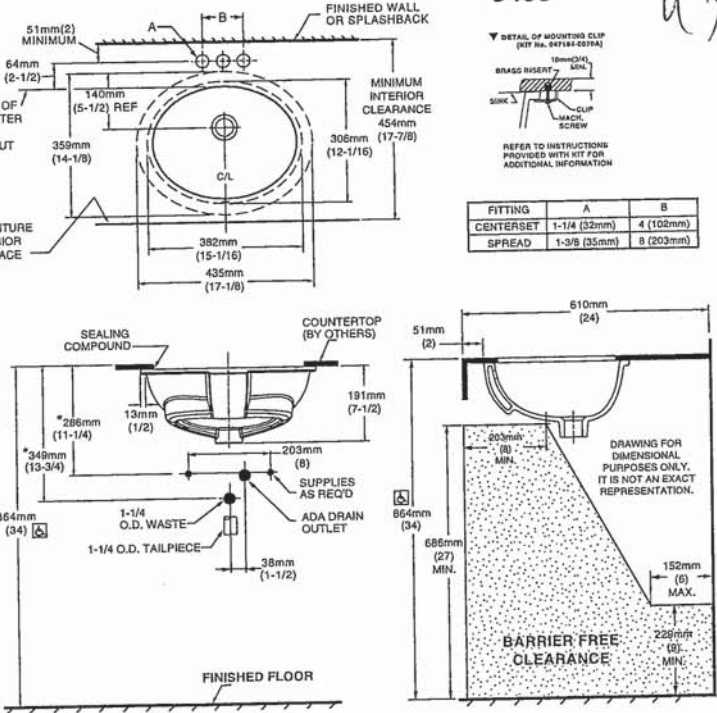 FINISHED WALL
OR SPLASHBACK
51mm(2)
MINIMUM
A
B
64mm
(2-1/2)
140mm
(5-1/2) REF
MINIMUM
INTERIOR
CLEARANCE
454mm
(17-7/8)
OF
359mm
(14-1/8)
306mm
(12-1/16)
C/L
382mm
(15-1/16)
435mm
(17-1/8)
▼ DETAIL OF MOUNTING CLIP
BRASS INSERT
MIN.
SINK
CLIP
MACH.
SCREW
REFER TO INSTRUCTIONS
PROVIDED WITH KIT FOR
ADDITIONAL INFORMATION
FITTING A B
CENTERSET 1-1/4 (32mm) 4 (102mm)
SPREAD 1-3/8 (35mm) 8 (203mm)
SEALING
COMPOUND
COUNTERTOP
(BY OTHERS)
13mm
(1/2)
191mm
(7-1/2)
*286mm
(11-1/4)
*349mm
(13-3/4)
203mm
(8)
SUPPLIES
AS REQ'D
1-1/4
O.D. WASTE
ADA DRAIN
OUTLET
1-1/4 O.D. TAILPIECE
38mm
(1-1/2)
(34)
FINISHED FLOOR
610mm
(24)
51mm
(2)
203mm
(8)
MIN.
DRAWING FOR
DIMENSIONAL
PURPOSES ONLY.
IT IS NOT AN EXACT
REPRESENTATION.
864mm
(34)
686mm
(27)
MIN.
152mm
(6)
MAX.
229mm
(9)
MIN.
BARRIER FREE
CLEARANCE